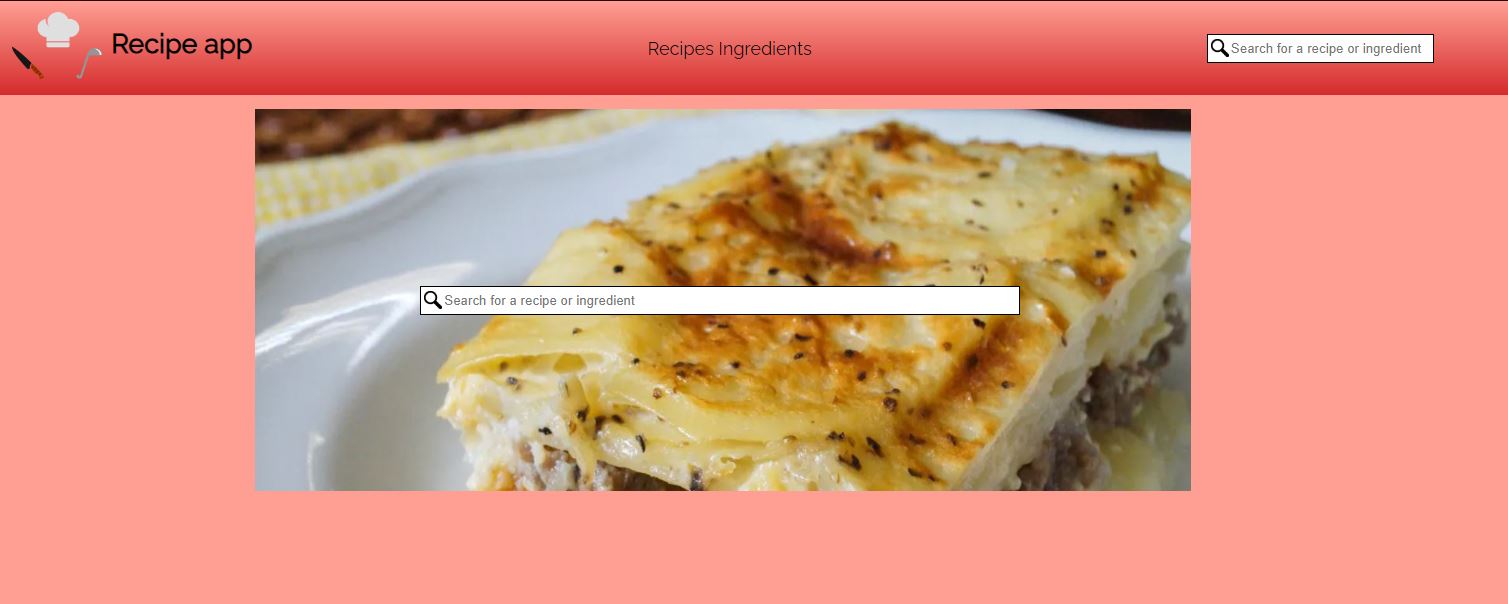 Recipe app
Recipes Ingredients
Search for a recipe or ingredient
Search for a recipe or ingredient